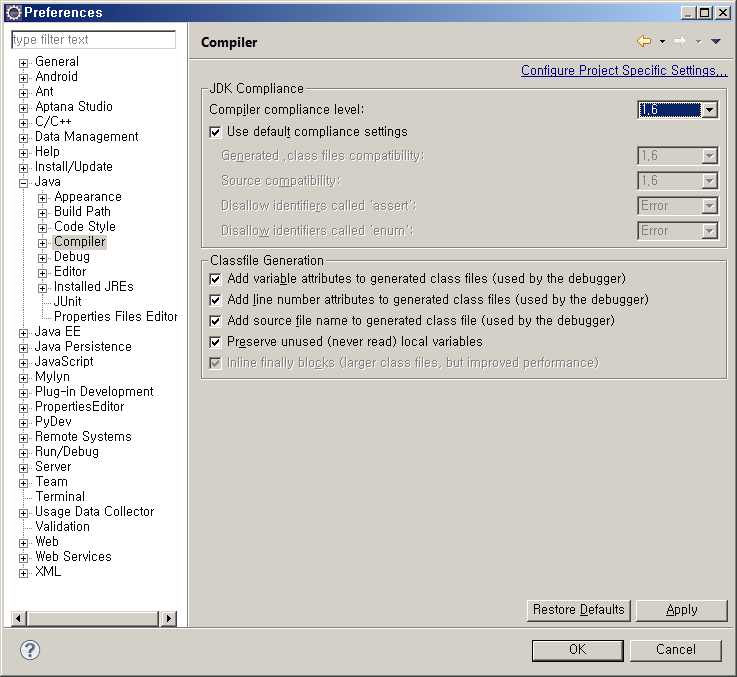 Preferences
type filter text
General
Android
Ant
Aptana Studio
C/C++
Data Management
Help
Install/Update
Java
Appearance
Build Path
Code Style
Compiler
Debug
Editor
Installed JREs
JUnit
Properties Files Editor
Java EE
Java Persistence
JavaScript
Mylyn
Plug-in Development
PropertiesEditor
PyDev
Remote Systems
Run/Debug
Server
Team
Terminal
Usage Data Collector
Validation
Web
Web Services
XML
Compiler
Configure Project Specific Settings...
JDK Compliance
Compiler compliance level: 1.6
Use default compliance settings
Generated .class files compatibility: 1.6
Source compatibility: 1.6
Disallow identifiers called 'assert': Error
Disallow identifiers called 'enum': Error
Classfile Generation
Add variable attributes to generated class files (used by the debugger)
Add line number attributes to generated class files (used by the debugger)
Add source file name to generated class file (used by the debugger)
Preserve unused (never read) local variables
Inline finally blocks (larger class files, but improved performance)
Restore Defaults Apply
? OK Cancel